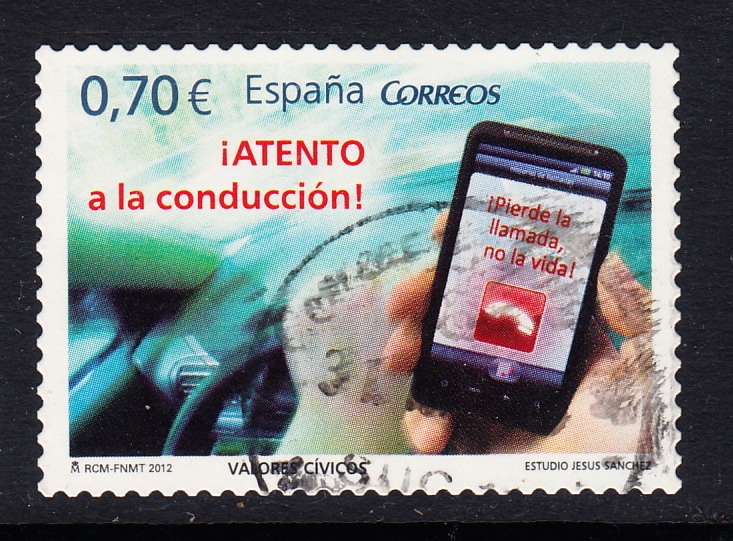 0,70 € España CORREOS
¡ATENTO
a la conducción!
¡Pierde la
llamada,
no la vida!
RCM-FNMT 2012 VALORES CÍVICOS ESTUDIO JESUS SANCHEZ